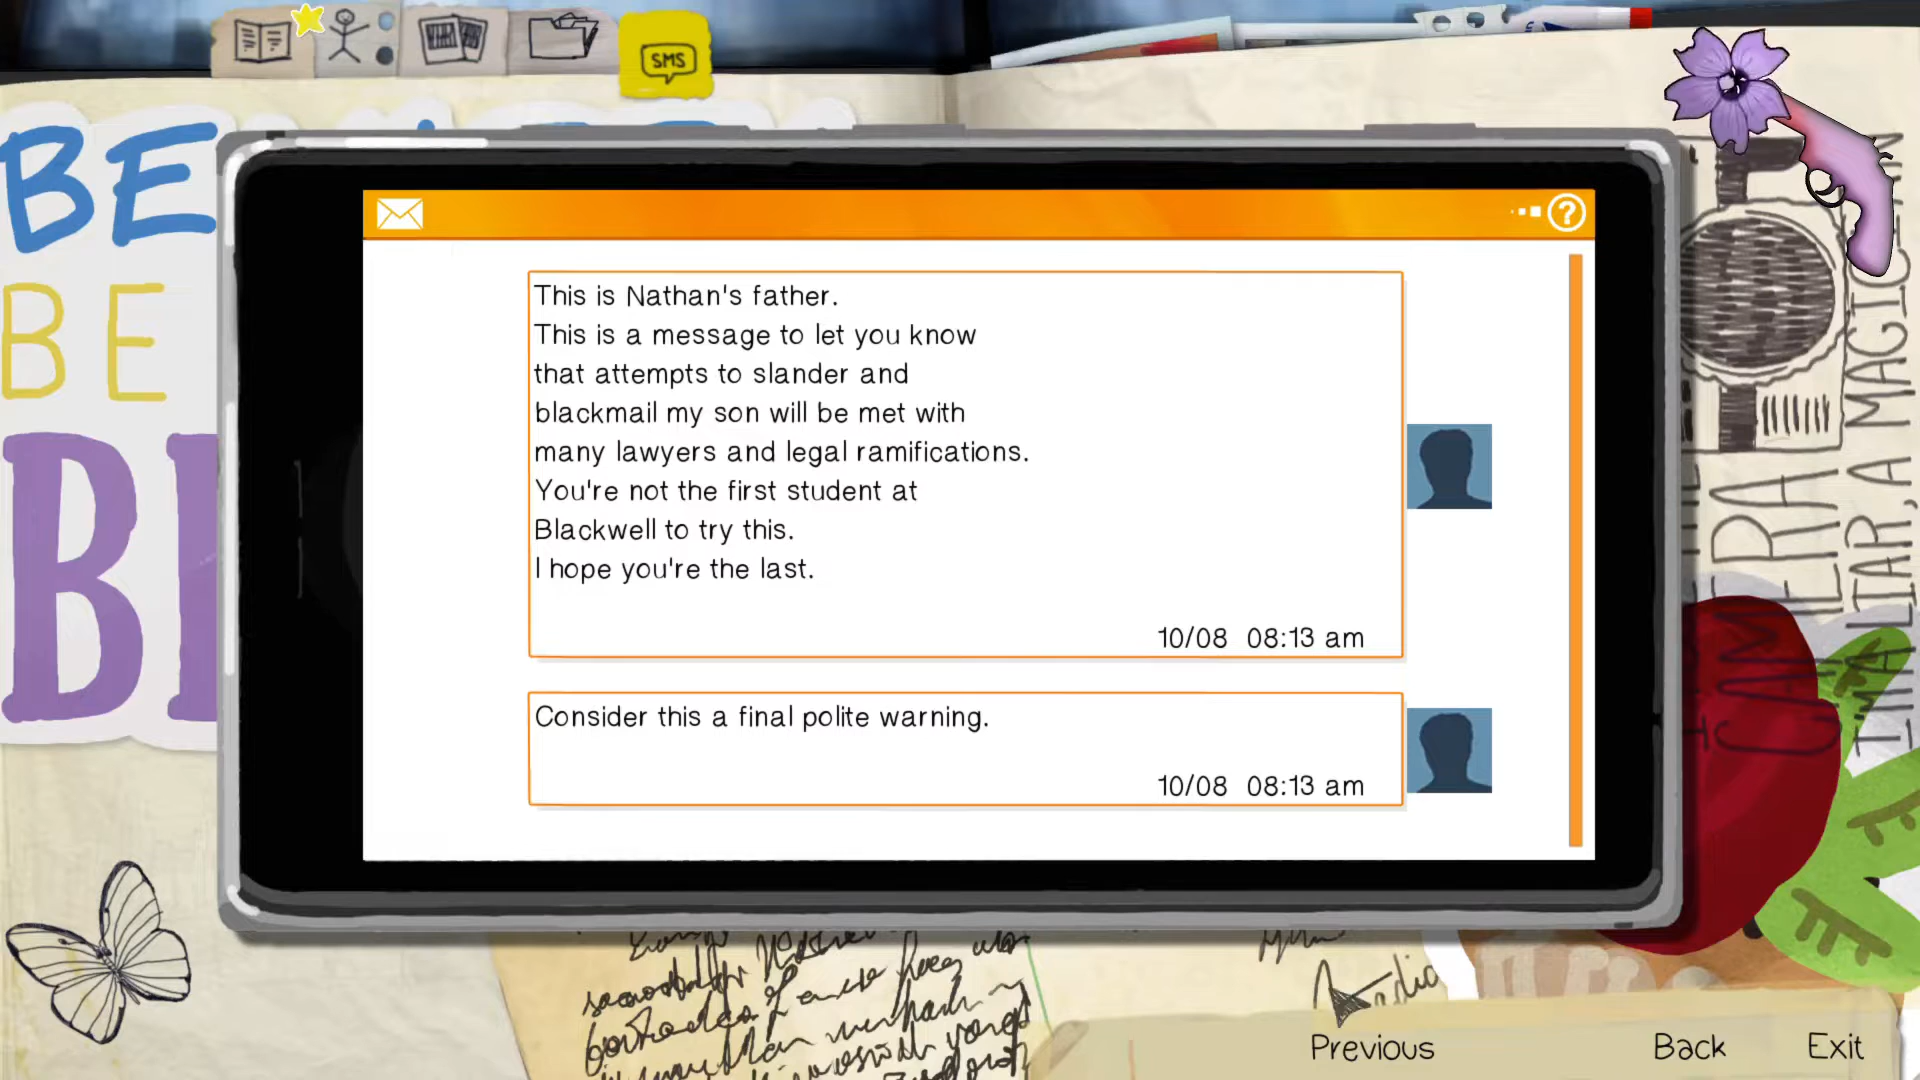 SMS
BE
BE
This is Nathan's father.
This is a message to let you know
that attempts to slander and
blackmail my son will be met with
many lawyers and legal ramifications.
You're not the first student at
Blackwell to try this.
I hope you're the last.
10/08 08:13 am
Consider this a final polite warning.
10/08 08:13 am
CAMERA
LIAR, A MAGICIAN
Previous
Back
Exit